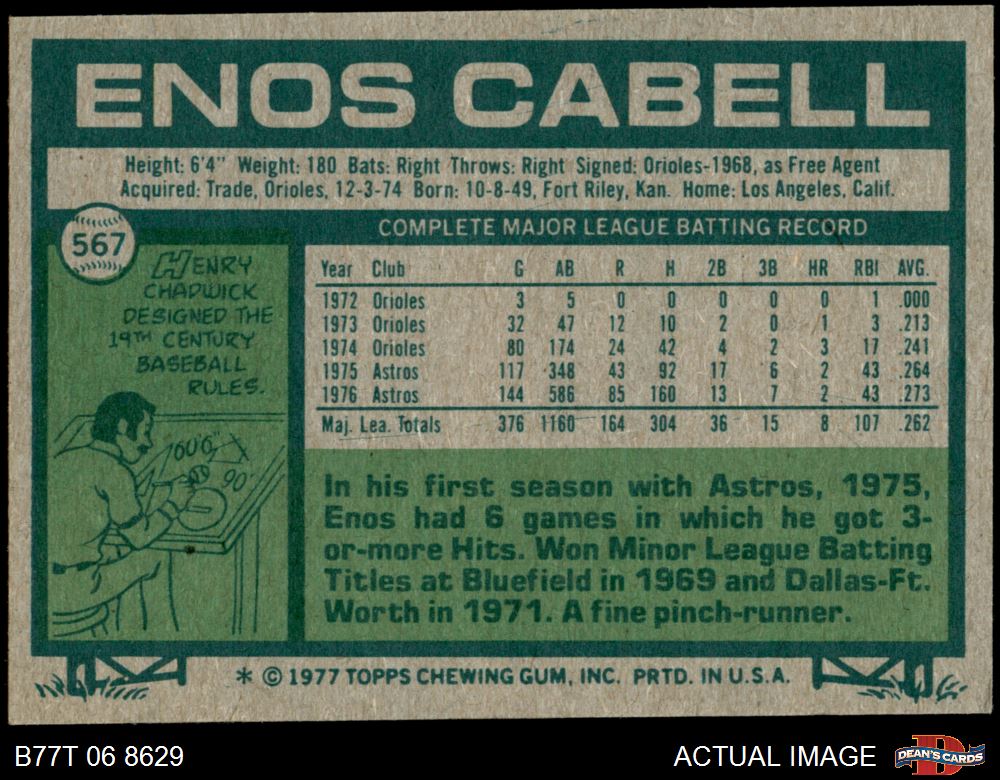 ENOS CABELL
Height: 6'4" Weight: 180 Bats: Right Throws: Right Signed: Orioles-1968, as Free Agent
Acquired: Trade, Orioles, 12-3-74 Born: 10-8-49, Fort Riley, Kan. Home: Los Angeles, Calif.
567
HENRY
CHADWICK
DESIGNED THE
19TH CENTURY
BASEBALL
RULES.
60'6"
90'
COMPLETE MAJOR LEAGUE BATTING RECORD
Year Club G AB R H 2B 3B HR RBI AVG.
1972 Orioles 3 5 0 0 0 0 0 1 .000
1973 Orioles 32 47 12 10 2 0 1 3 .213
1974 Orioles 80 174 24 42 4 2 3 17 .241
1975 Astros 117 348 43 92 17 6 2 43 .264
1976 Astros 144 586 85 160 13 7 2 43 .273
Maj. Lea. Totals 376 1160 164 304 36 15 8 107 .262
In his first season with Astros, 1975,
Enos had 6 games in which he got 3-
or-more Hits. Won Minor League Batting
Titles at Bluefield in 1969 and Dallas-Ft.
Worth in 1971. A fine pinch-runner.
* © 1977 TOPPS CHEWING GUM, INC. PRTD. IN U.S.A.
B77T 06 8629
ACTUAL IMAGE
D
DEAN'S CARDS